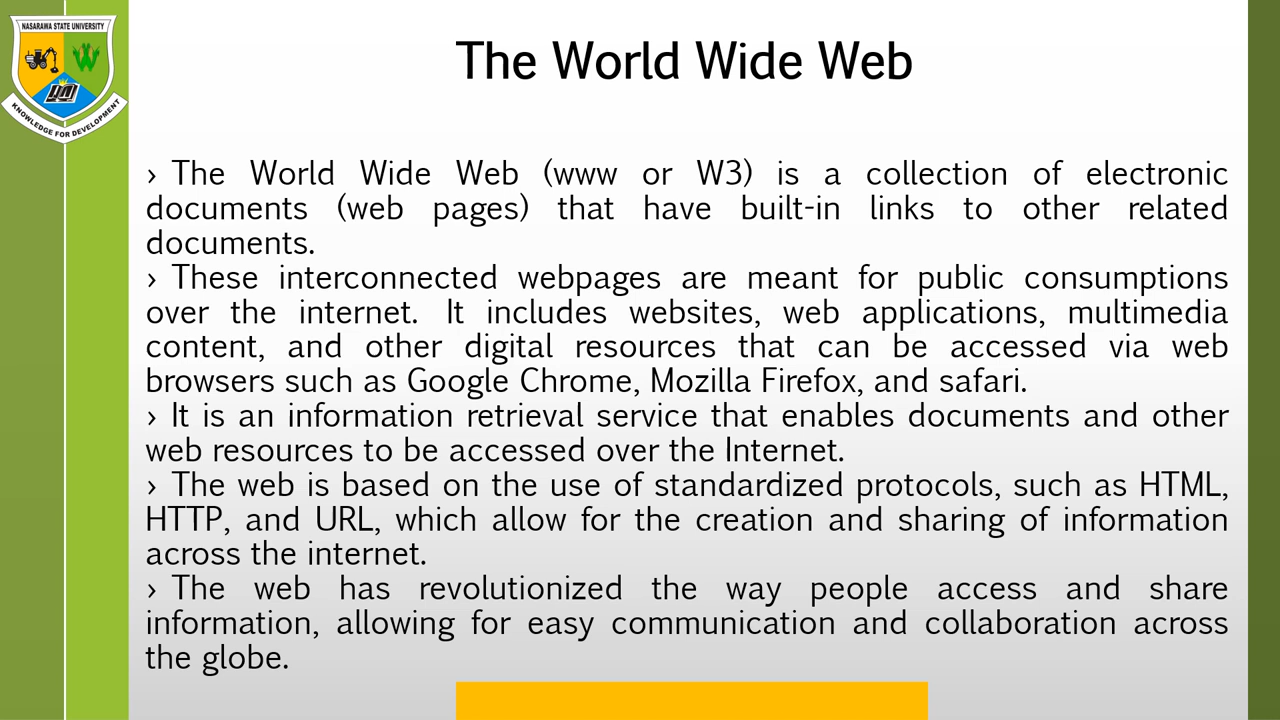 NASARAWA STATE UNIVERSITY
KNOWLEDGE FOR DEVELOPMENT
The World Wide Web
› The World Wide Web (www or W3) is a collection of electronic
documents (web pages) that have built-in links to other related
documents.
› These interconnected webpages are meant for public consumptions
over the internet. It includes websites, web applications, multimedia
content, and other digital resources that can be accessed via web
browsers such as Google Chrome, Mozilla Firefox, and safari.
› It is an information retrieval service that enables documents and other
web resources to be accessed over the Internet.
› The web is based on the use of standardized protocols, such as HTML,
HTTP, and URL, which allow for the creation and sharing of information
across the internet.
› The web has revolutionized the way people access and share
information, allowing for easy communication and collaboration across
the globe.